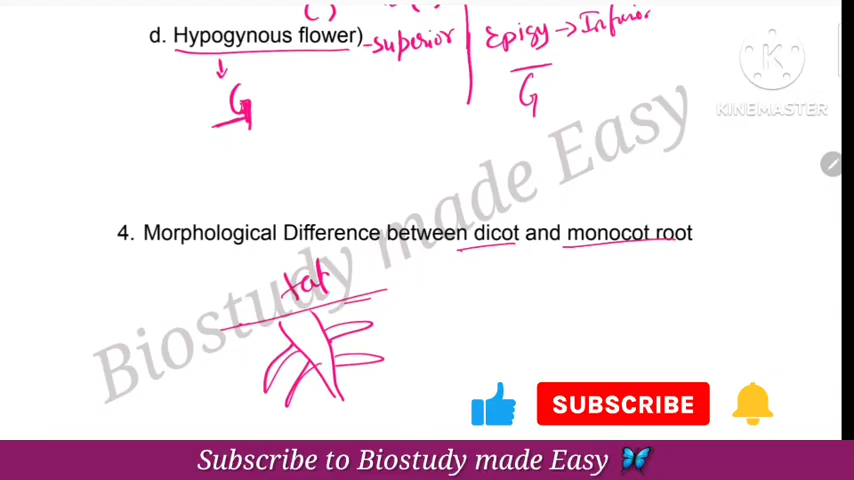 d. Hypogynous flower) - superior
Epigy → Inferior
G
G
KINEMASTER
Biostudy made Easy
4. Morphological Difference between dicot and monocot root
SUBSCRIBE
Subscribe to Biostudy made Easy 🦋